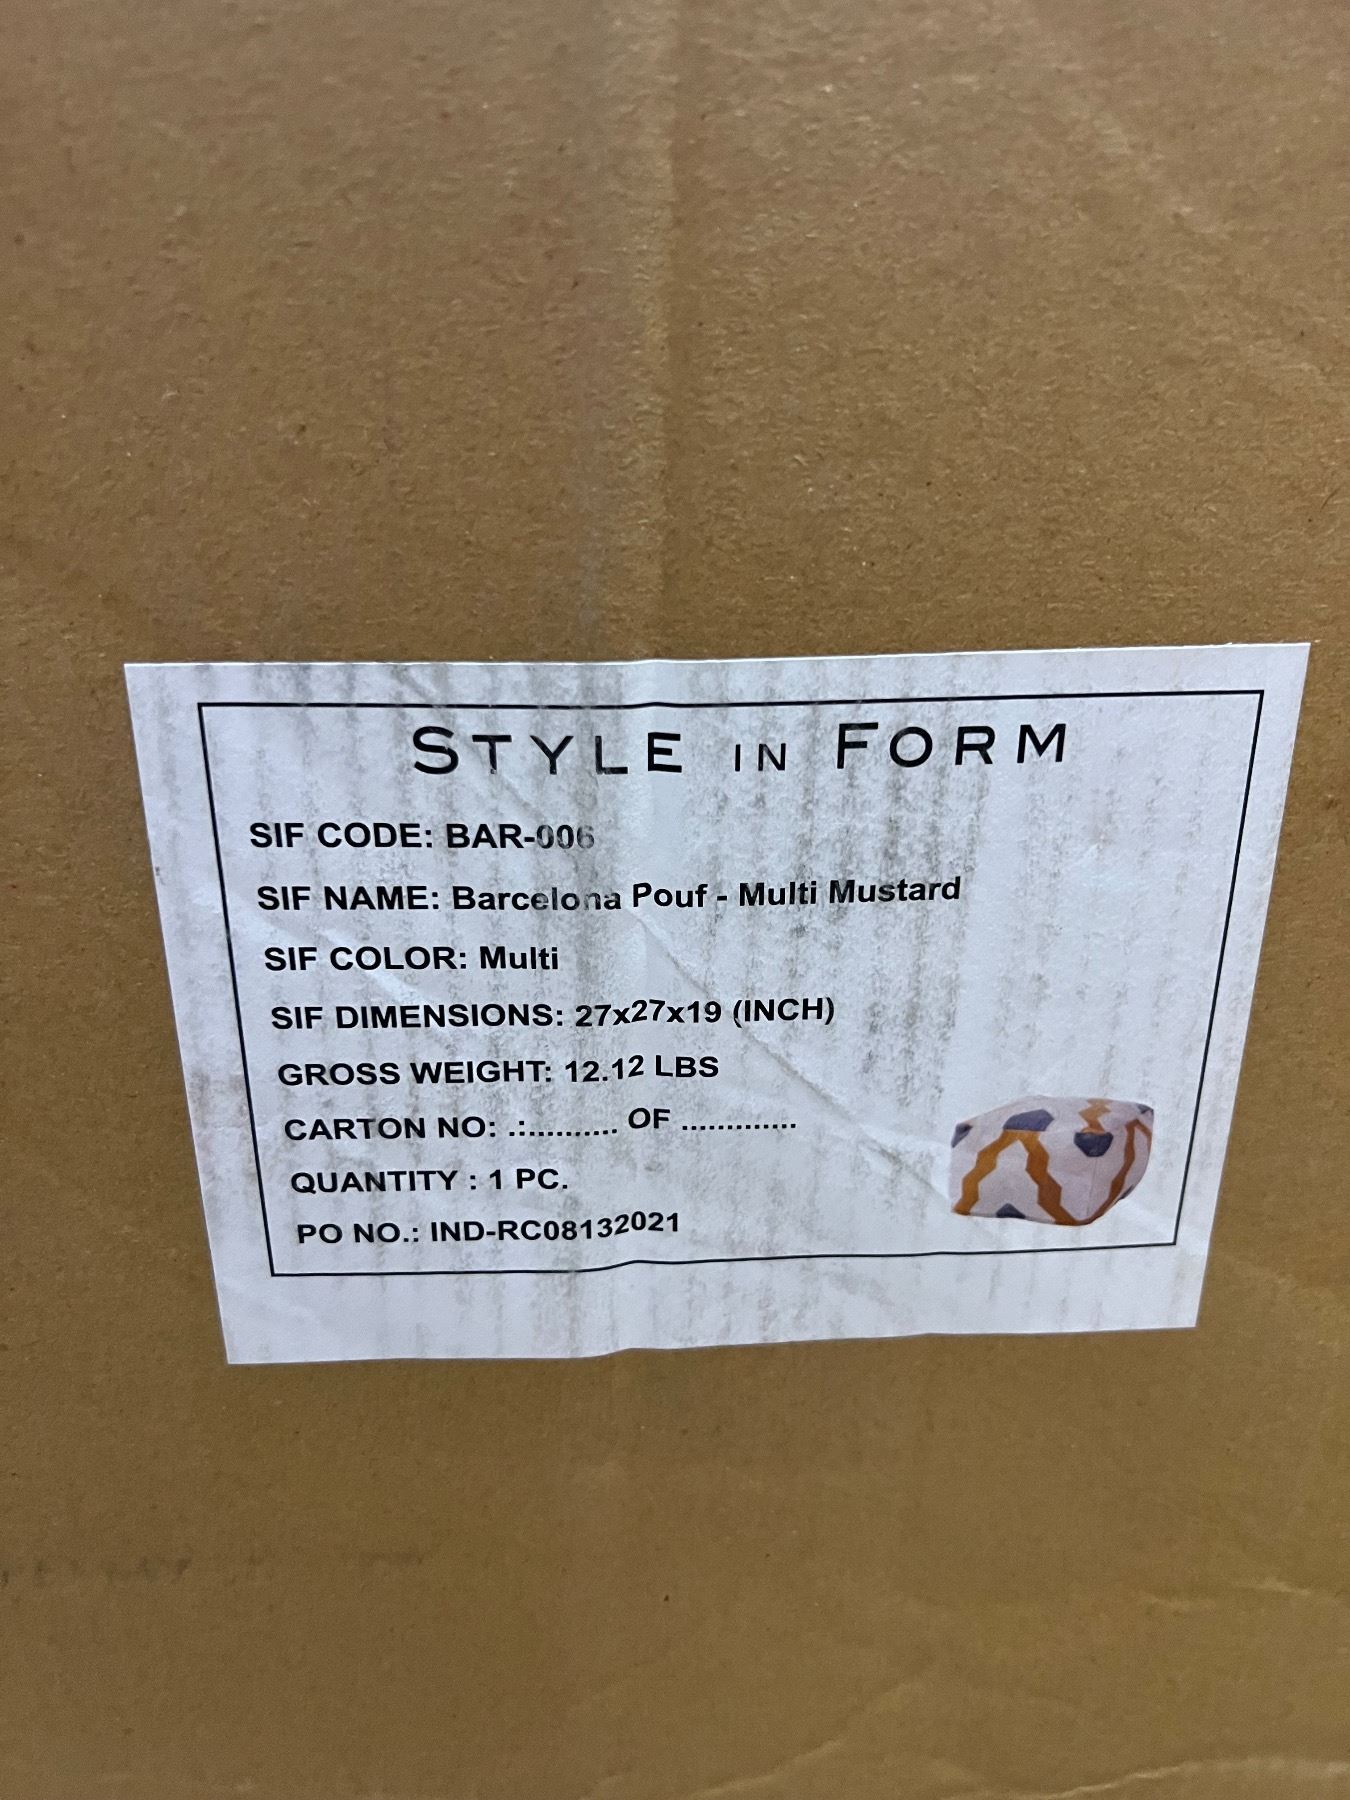 STYLE IN FORM
SIF CODE: BAR-006
SIF NAME: Barcelona Pouf - Multi Mustard
SIF COLOR: Multi
SIF DIMENSIONS: 27x27x19 (INCH)
GROSS WEIGHT: 12.12 LBS
CARTON NO: .:.......... OF .............
QUANTITY : 1 PC.
PO NO.: IND-RC08132021